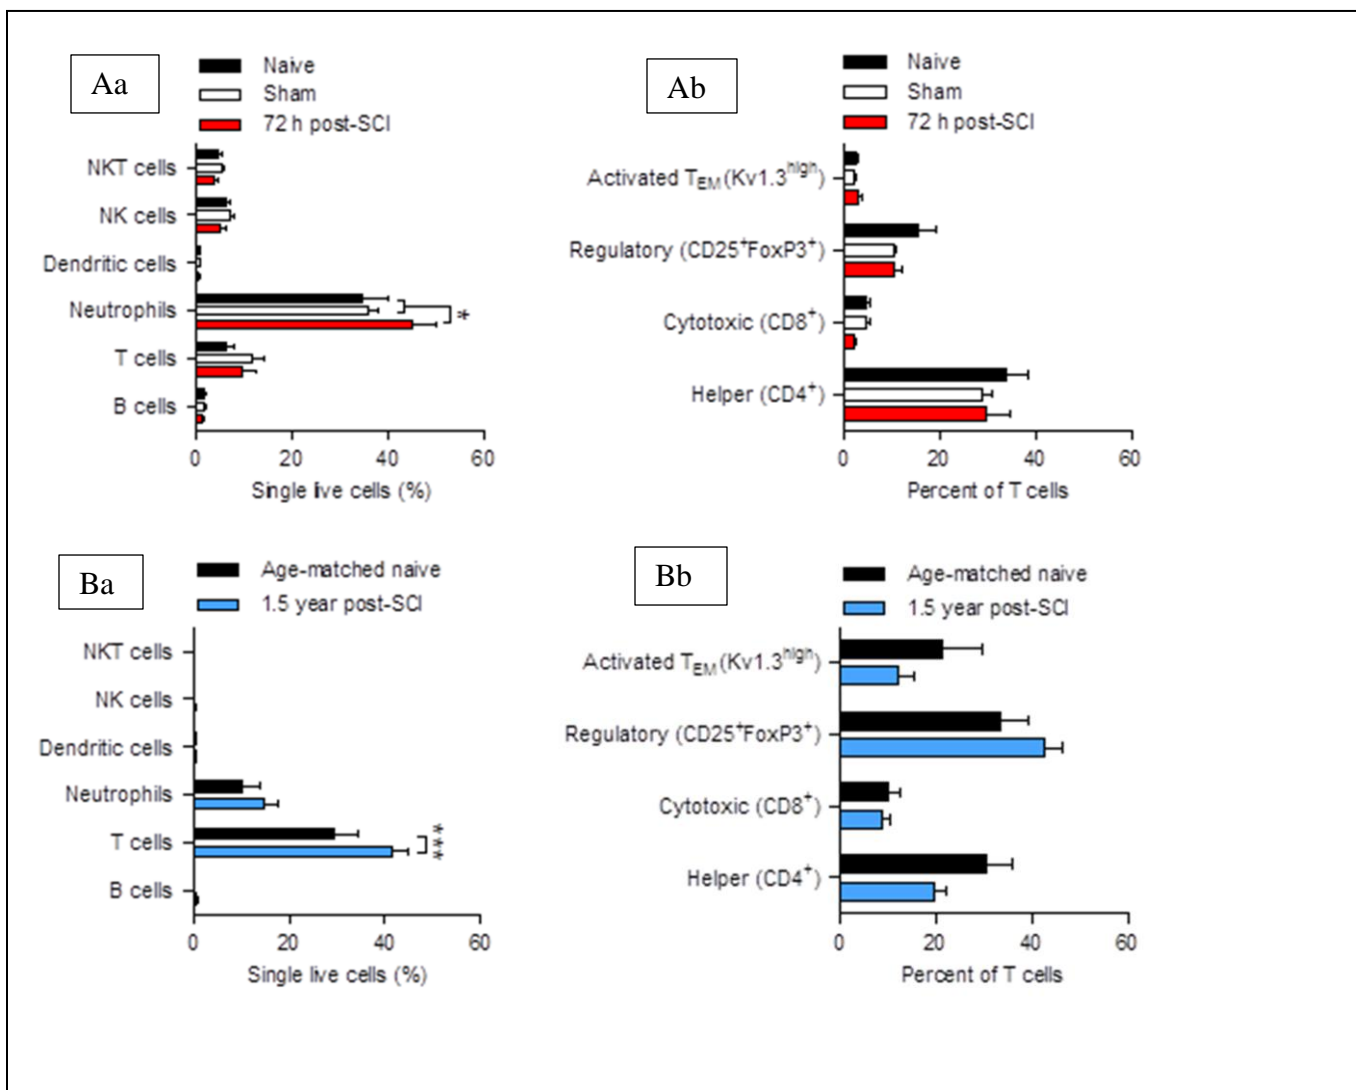 Aa
Naive
Sham
72 h post-SCI
NKT cells
NK cells
Dendritic cells
Neutrophils
T cells
B cells
*
0 20 40 60
Single live cells (%)
Ab
Naive
Sham
72 h post-SCI
Activated TEM (Kv1.3high)
Regulatory (CD25+FoxP3+)
Cytotoxic (CD8+)
Helper (CD4+)
0 20 40 60
Percent of T cells
Ba
Age-matched naive
1.5 year post-SCI
NKT cells
NK cells
Dendritic cells
Neutrophils
T cells
B cells
***
0 20 40 60
Single live cells (%)
Bb
Age-matched naive
1.5 year post-SCI
Activated TEM (Kv1.3high)
Regulatory (CD25+FoxP3+)
Cytotoxic (CD8+)
Helper (CD4+)
0 20 40 60
Percent of T cells